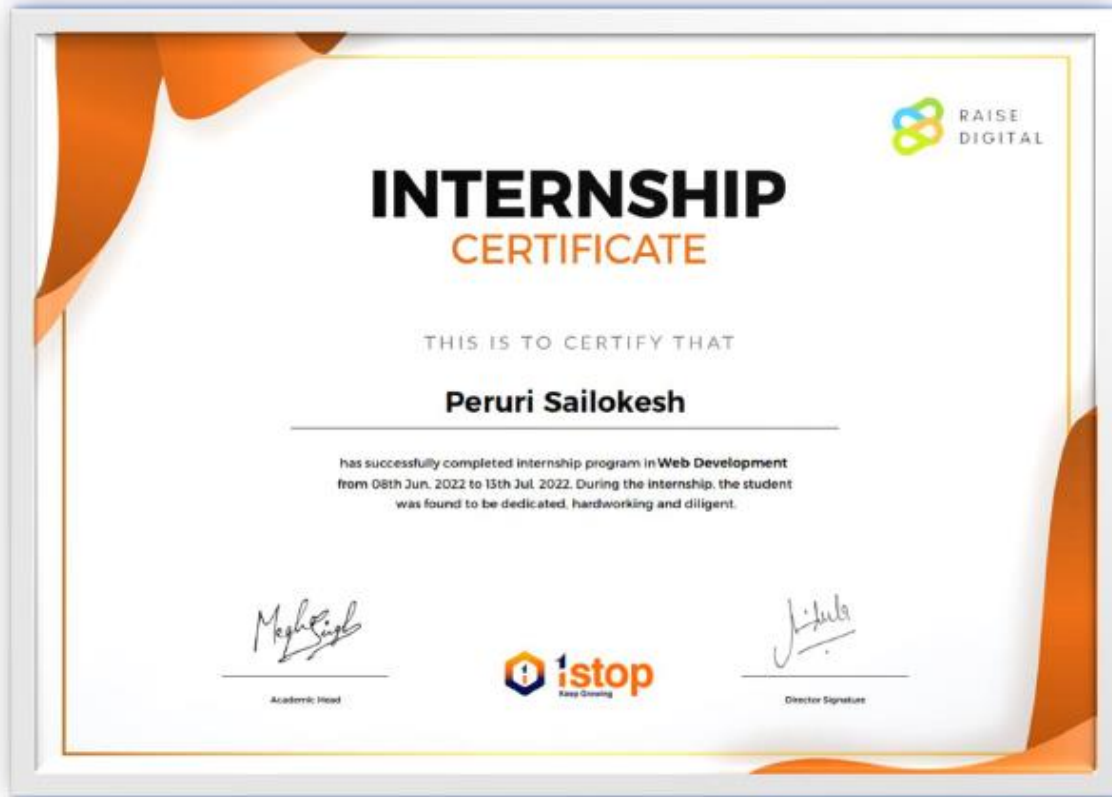 RAISE
DIGITAL
INTERNSHIP
CERTIFICATE
THIS IS TO CERTIFY THAT
Peruri Sailokesh
has successfully completed internship program in Web Development
from 08th Jun, 2022 to 13th Jul, 2022. During the internship, the student
was found to be dedicated, hardworking and diligent.
Academic Head
1stop
Keep Growing
Director Signature